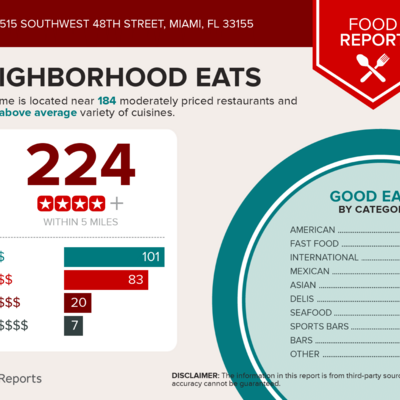 515 SOUTHWEST 48TH STREET, MIAMI, FL 33155
FOOD
REPORT
IGHBORHOOD EATS
me is located near 184 moderately priced restaurants and
above average variety of cuisines.
224
+
WITHIN 5 MILES
$ 101
$$ 83
$$$ 20
$$$$ 7
GOOD EA
BY CATEGO
AMERICAN
FAST FOOD
INTERNATIONAL
MEXICAN
ASIAN
DELIS
SEAFOOD
SPORTS BARS
BARS
OTHER
Reports
DISCLAIMER: The information in this report is from third-party sour
accuracy cannot be guaranteed.